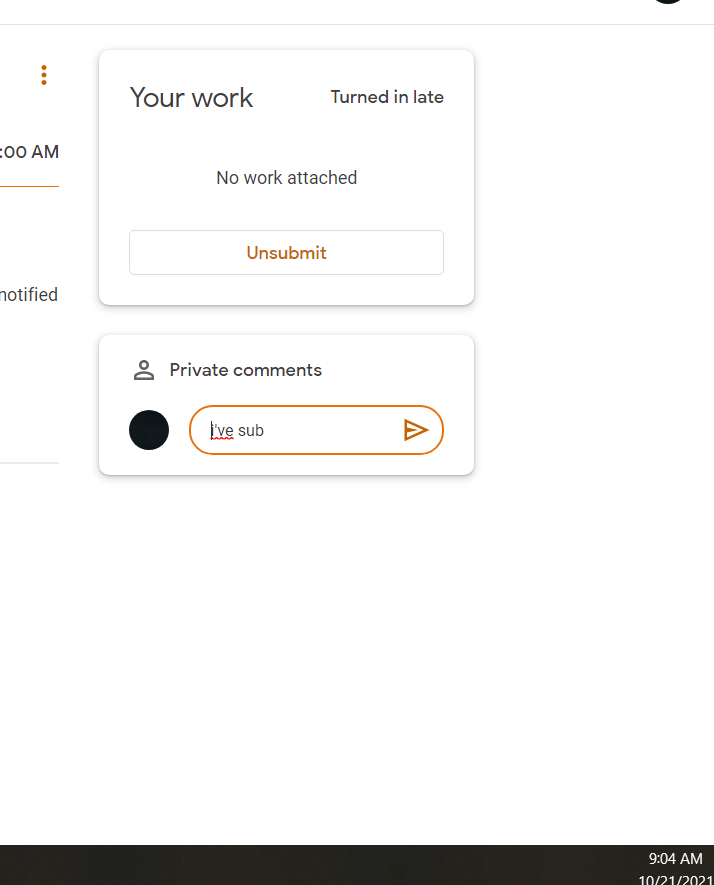 Your work
Turned in late
:00 AM
No work attached
Unsubmit
notified
Private comments
i've sub
9:04 AM
10/21/2021